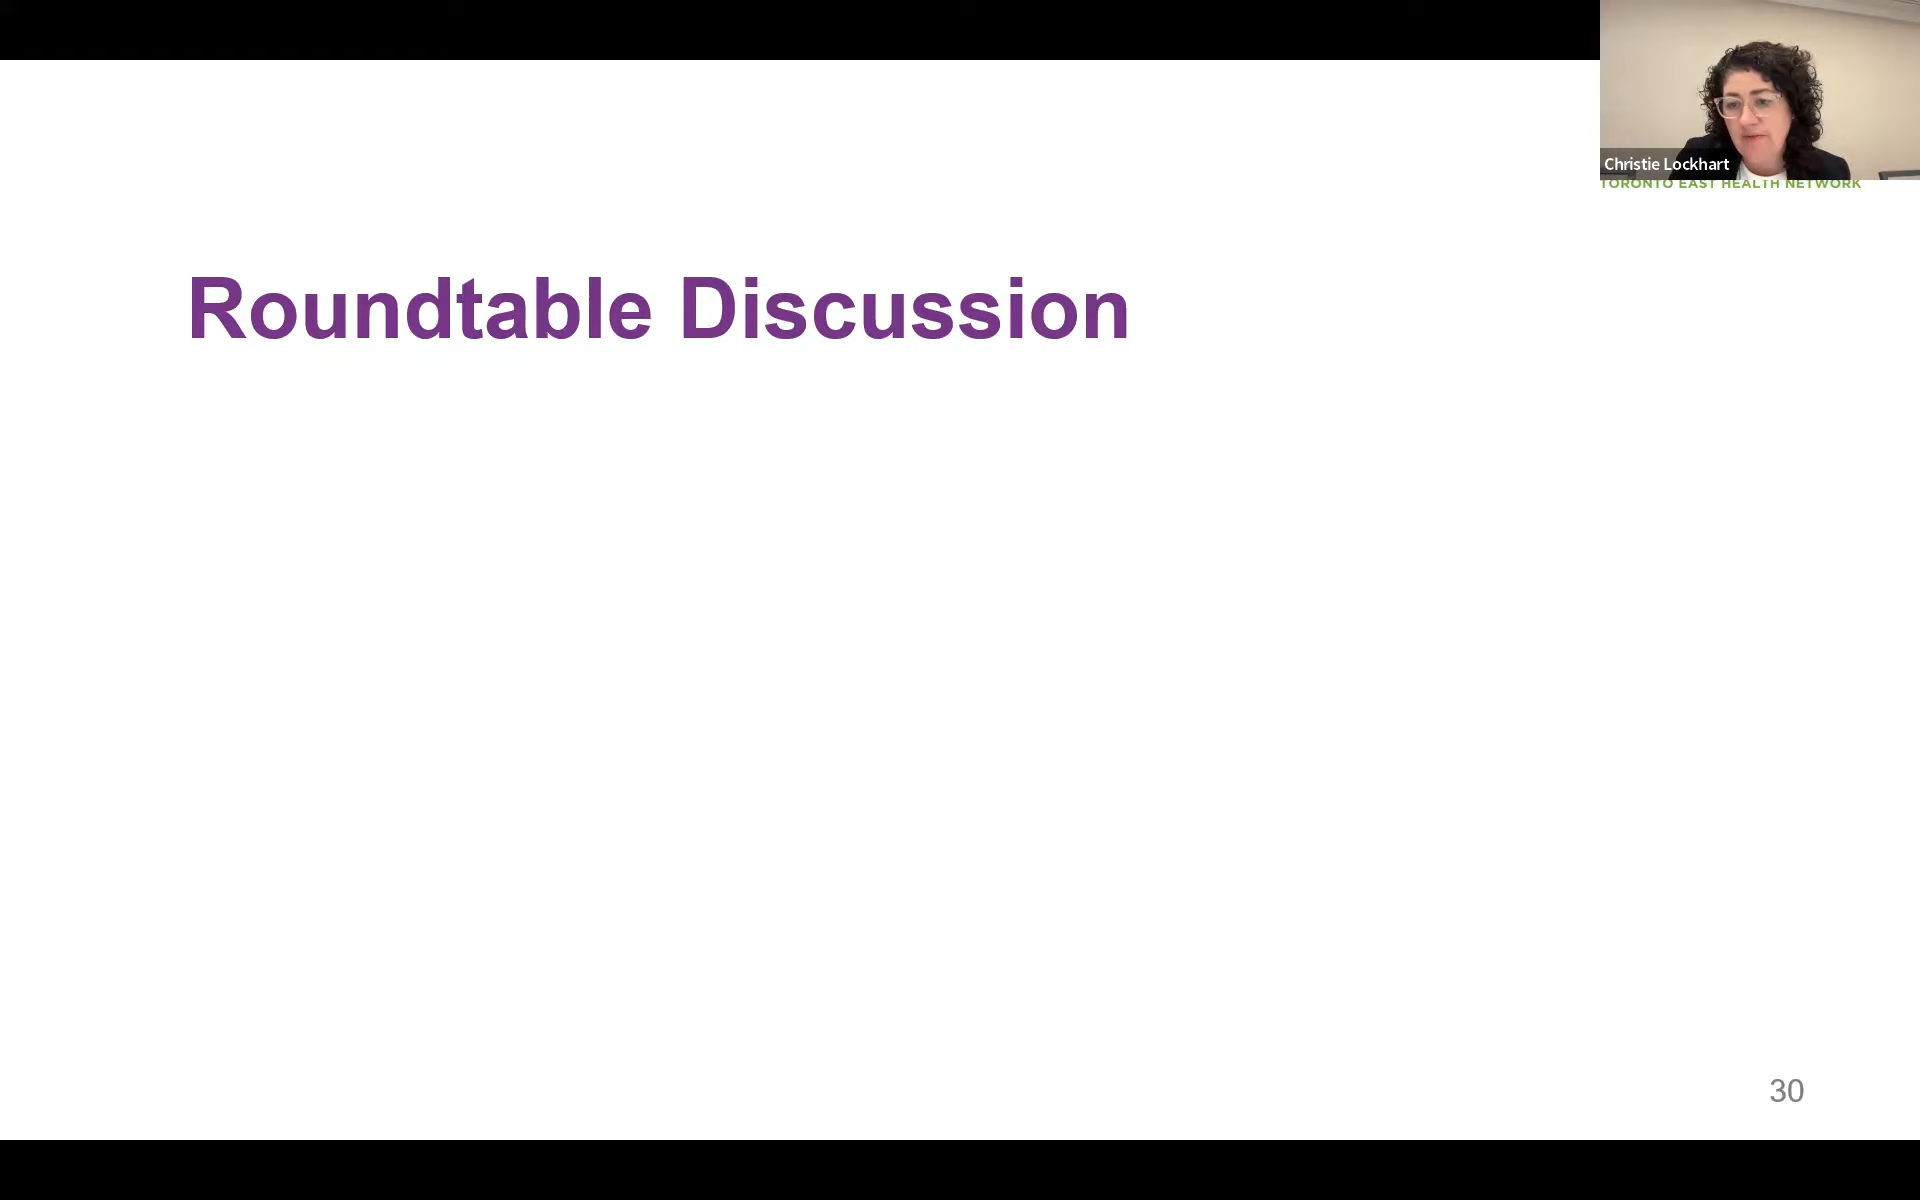 Christie Lockhart
TORONTO EAST HEALTH NETWORK
Roundtable Discussion
30